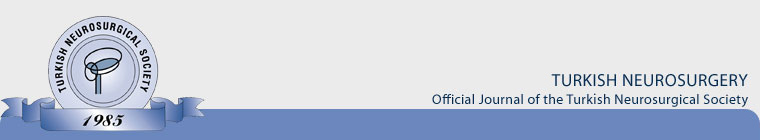 TURKISH NEUROSURGICAL SOCIETY
1985
TURKISH NEUROSURGERY
Official Journal of the Turkish Neurosurgical Society